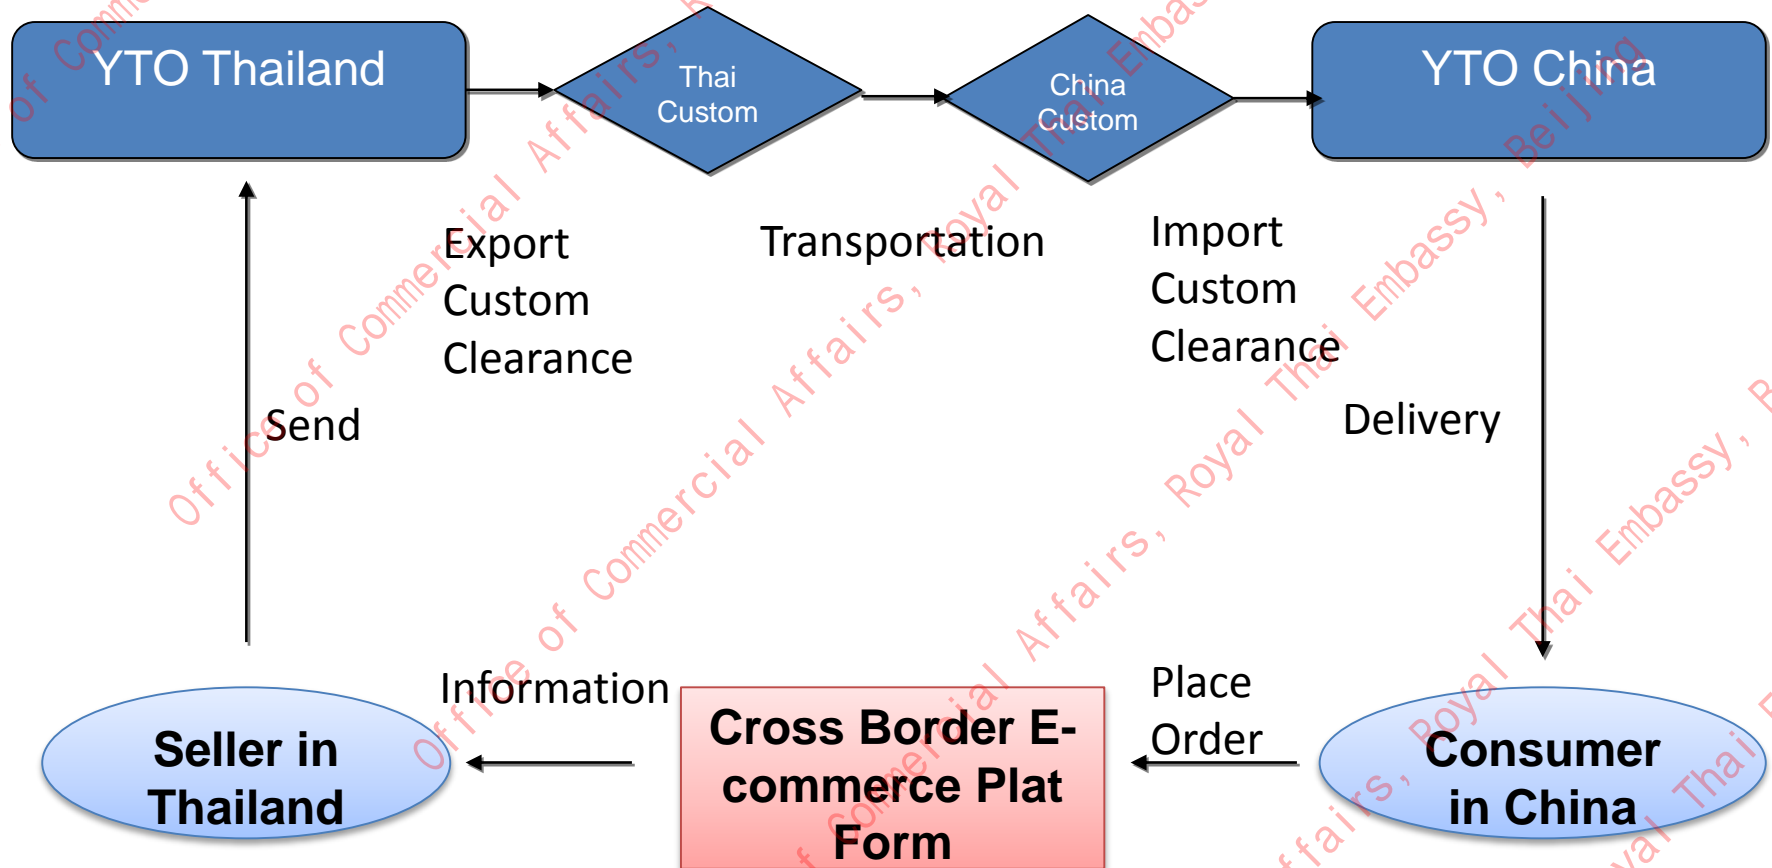 YTO Thailand
Thai
Custom
China
Custom
YTO China
Export
Custom
Clearance
Transportation
Import
Custom
Clearance
Send
Delivery
Information
Place
Order
Seller in
Thailand
Cross Border E-
commerce Plat
Form
Consumer
in China
Office of Commercial Affairs, Royal Thai Embassy, Beijing